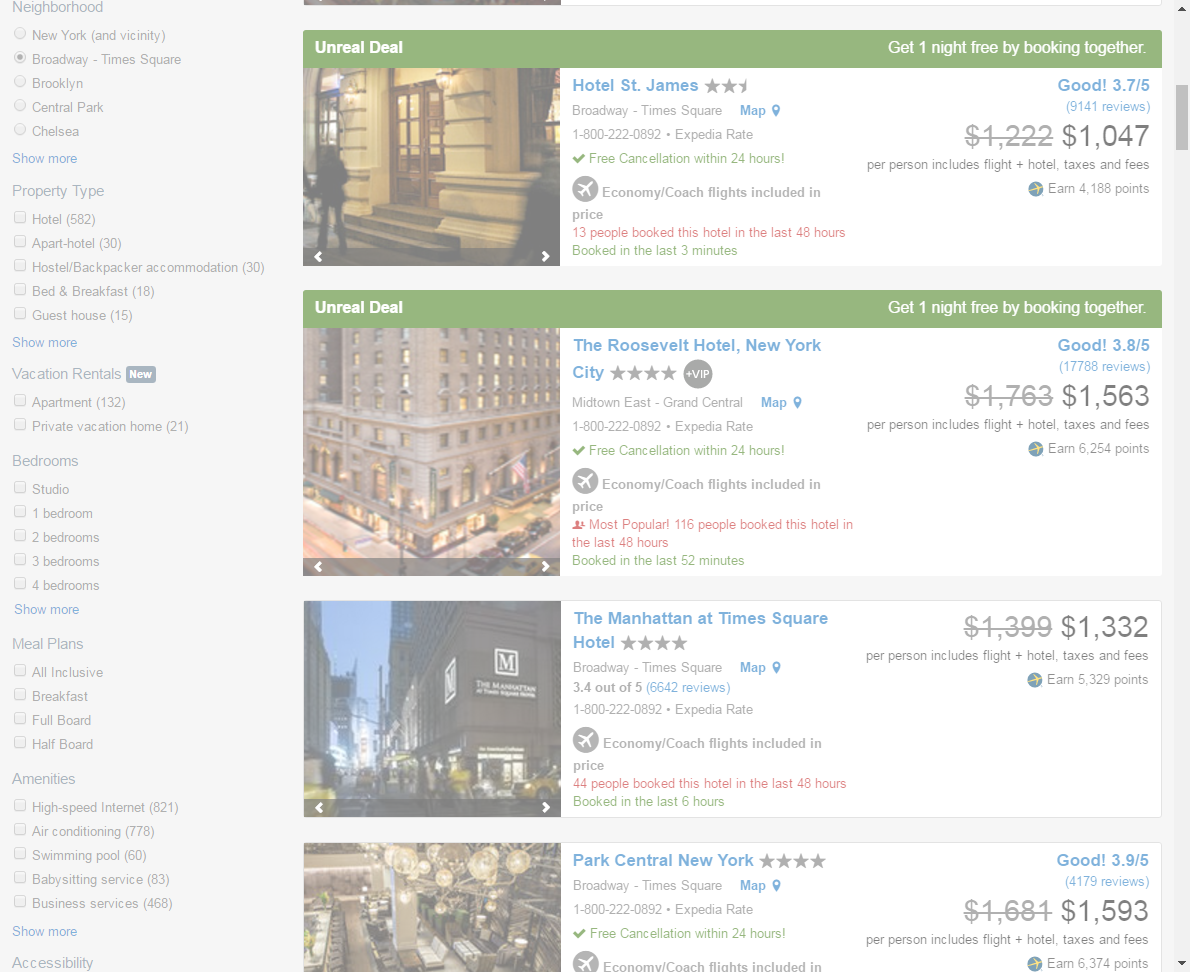 Neighborhood
New York (and vicinity)
Broadway - Times Square
Brooklyn
Central Park
Chelsea
Show more
Property Type
Hotel (582)
Apart-hotel (30)
Hostel/Backpacker accommodation (30)
Bed & Breakfast (18)
Guest house (15)
Show more
Vacation Rentals New
Apartment (132)
Private vacation home (21)
Bedrooms
Studio
1 bedroom
2 bedrooms
3 bedrooms
4 bedrooms
Show more
Meal Plans
All Inclusive
Breakfast
Full Board
Half Board
Amenities
High-speed Internet (821)
Air conditioning (778)
Swimming pool (60)
Babysitting service (83)
Business services (468)
Show more
Accessibility
Unreal Deal Get 1 night free by booking together.
Hotel St. James
Broadway - Times Square Map
1-800-222-0892 • Expedia Rate
Free Cancellation within 24 hours!
Economy/Coach flights included in
price
13 people booked this hotel in the last 48 hours
Booked in the last 3 minutes
Good! 3.7/5
(9141 reviews)
$1,222 $1,047
per person includes flight + hotel, taxes and fees
Earn 4,188 points
Unreal Deal Get 1 night free by booking together.
The Roosevelt Hotel, New York
City +VIP
Midtown East - Grand Central Map
1-800-222-0892 • Expedia Rate
Free Cancellation within 24 hours!
Economy/Coach flights included in
price
Most Popular! 116 people booked this hotel in
the last 48 hours
Booked in the last 52 minutes
Good! 3.8/5
(17788 reviews)
$1,763 $1,563
per person includes flight + hotel, taxes and fees
Earn 6,254 points
M
THE MANHATTAN
AT TIMES SQUARE HOTEL
The Manhattan at Times Square
Hotel
Broadway - Times Square Map
3.4 out of 5 (6642 reviews)
1-800-222-0892 • Expedia Rate
Economy/Coach flights included in
price
44 people booked this hotel in the last 48 hours
Booked in the last 6 hours
$1,399 $1,332
per person includes flight + hotel, taxes and fees
Earn 5,329 points
Park Central New York
Broadway - Times Square Map
1-800-222-0892 • Expedia Rate
Free Cancellation within 24 hours!
Economy/Coach flights included in
Good! 3.9/5
(4179 reviews)
$1,681 $1,593
per person includes flight + hotel, taxes and fees
Earn 6,374 points